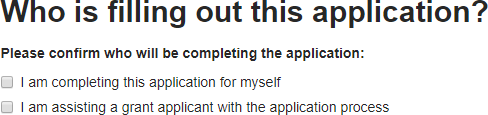 Who is filling out this application?
Please confirm who will be completing the application:
I am completing this application for myself
I am assisting a grant applicant with the application process